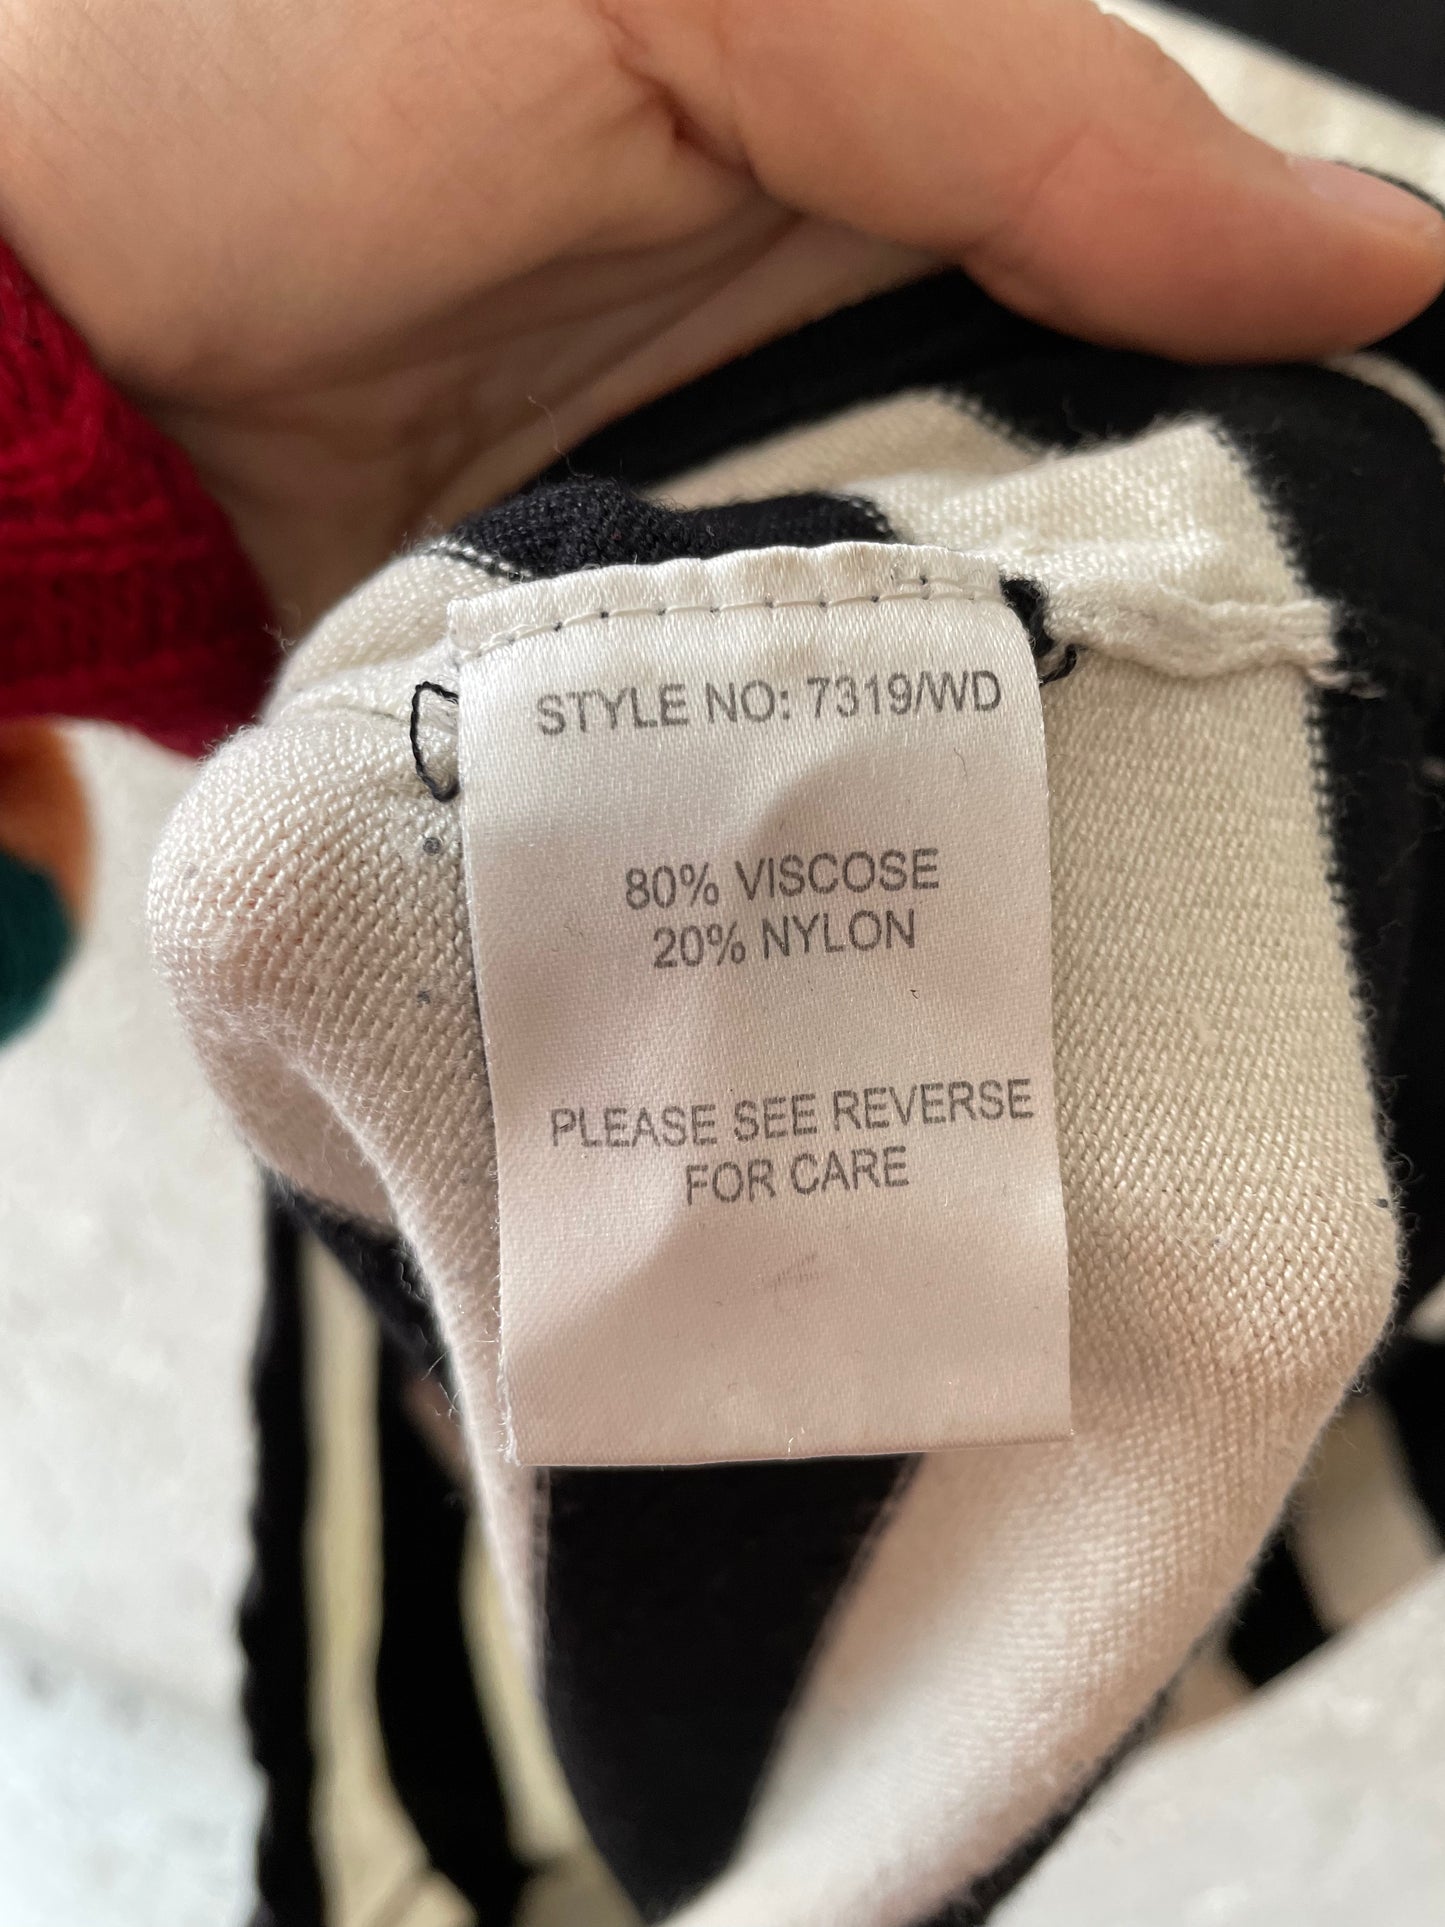 STYLE NO: 7319/WD
80% VISCOSE
20% NYLON
PLEASE SEE REVERSE
FOR CARE